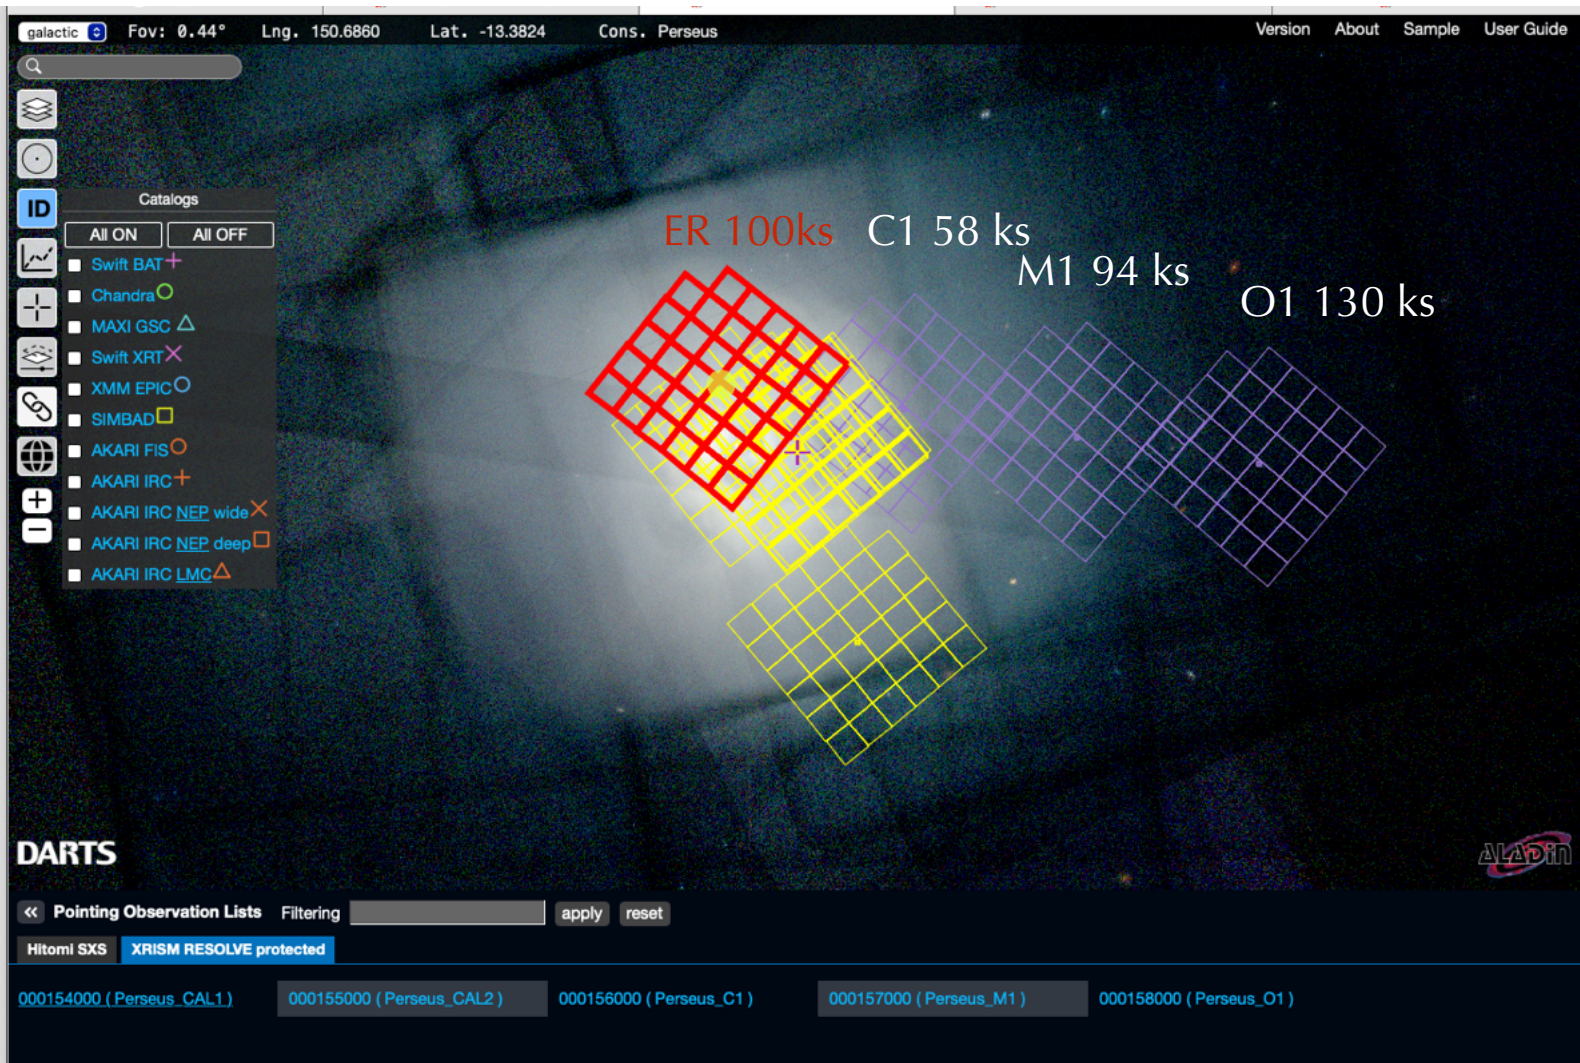 galactic Fov: 0.44° Lng. 150.6860 Lat. -13.3824 Cons. Perseus Version About Sample User Guide
Catalogs
All ON All OFF
Swift BAT
Chandra
MAXI GSC
Swift XRT
XMM EPIC
SIMBAD
AKARI FIS
AKARI IRC
AKARI IRC NEP wide
AKARI IRC NEP deep
AKARI IRC LMC
ID
ER 100ks C1 58 ks
M1 94 ks
O1 130 ks
DARTS
ALADin
« Pointing Observation Lists Filtering apply reset
Hitomi SXS XRISM RESOLVE protected
000154000 ( Perseus_CAL1 ) 000155000 ( Perseus_CAL2 ) 000156000 ( Perseus_C1 ) 000157000 ( Perseus_M1 ) 000158000 ( Perseus_O1 )